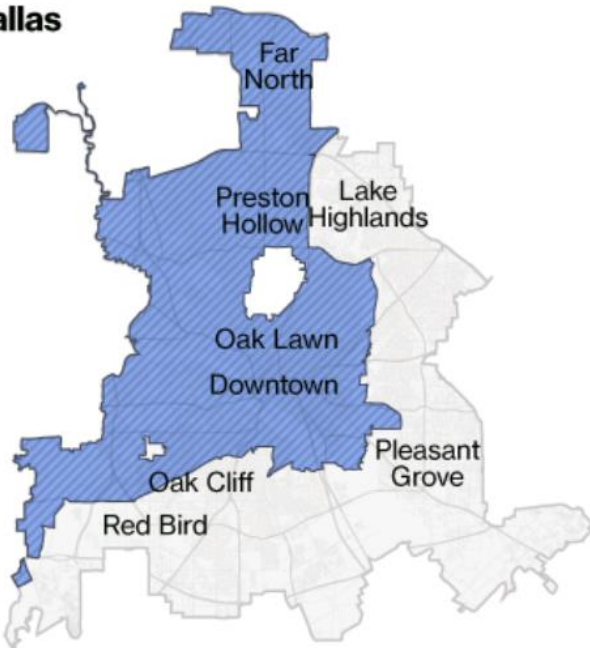 allas
Far
North
Preston
Hollow
Lake
Highlands
Oak Lawn
Downtown
Pleasant
Grove
Oak Cliff
Red Bird